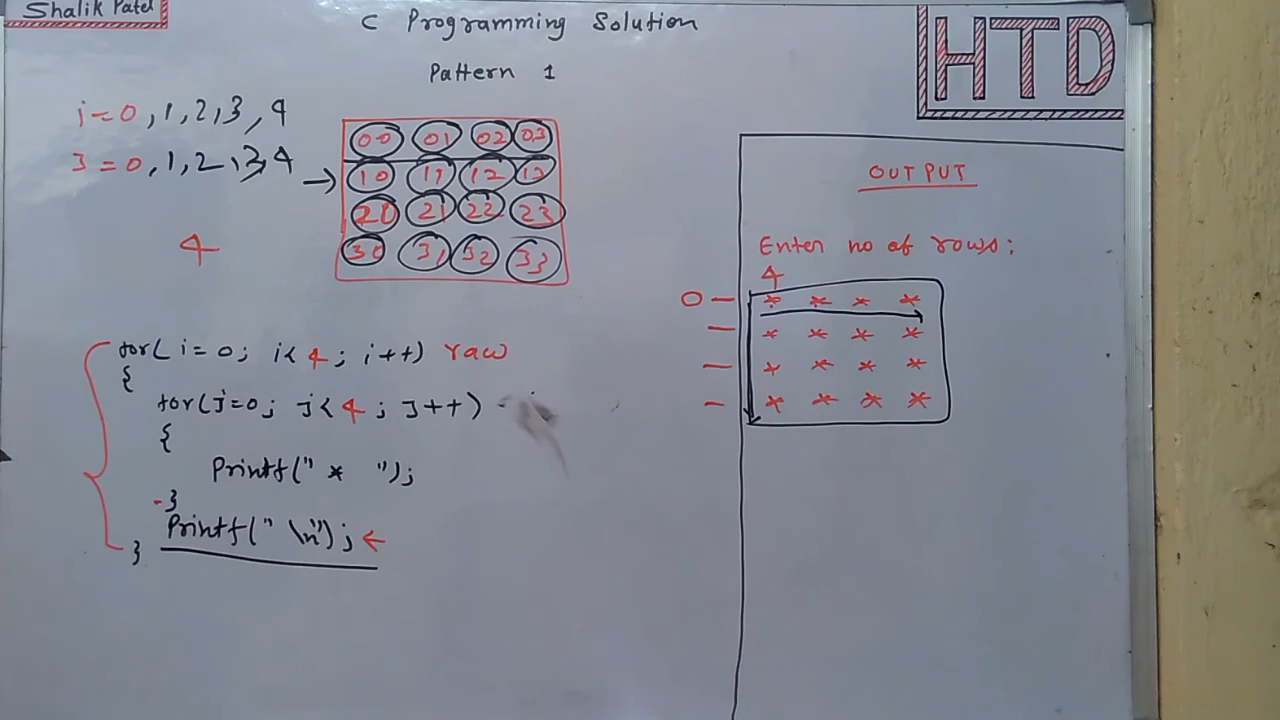 Shalik Patel
C Programming Solution
HTD
Pattern 1
i=0,1,2,3,4
3=0,1,2,3,4
4
00 01 02 03
10 11 12 13
20 21 22 23
30 31 32 33
for(i=0; i<4; i++) raw
{
for(j=0; j<4; J++)
{
Printf(" * ");
}
Printf(" \n");
}
OUTPUT
Enter no of rows:
4
0 — * * * *
— * * * *
— * * * *
— * * * *